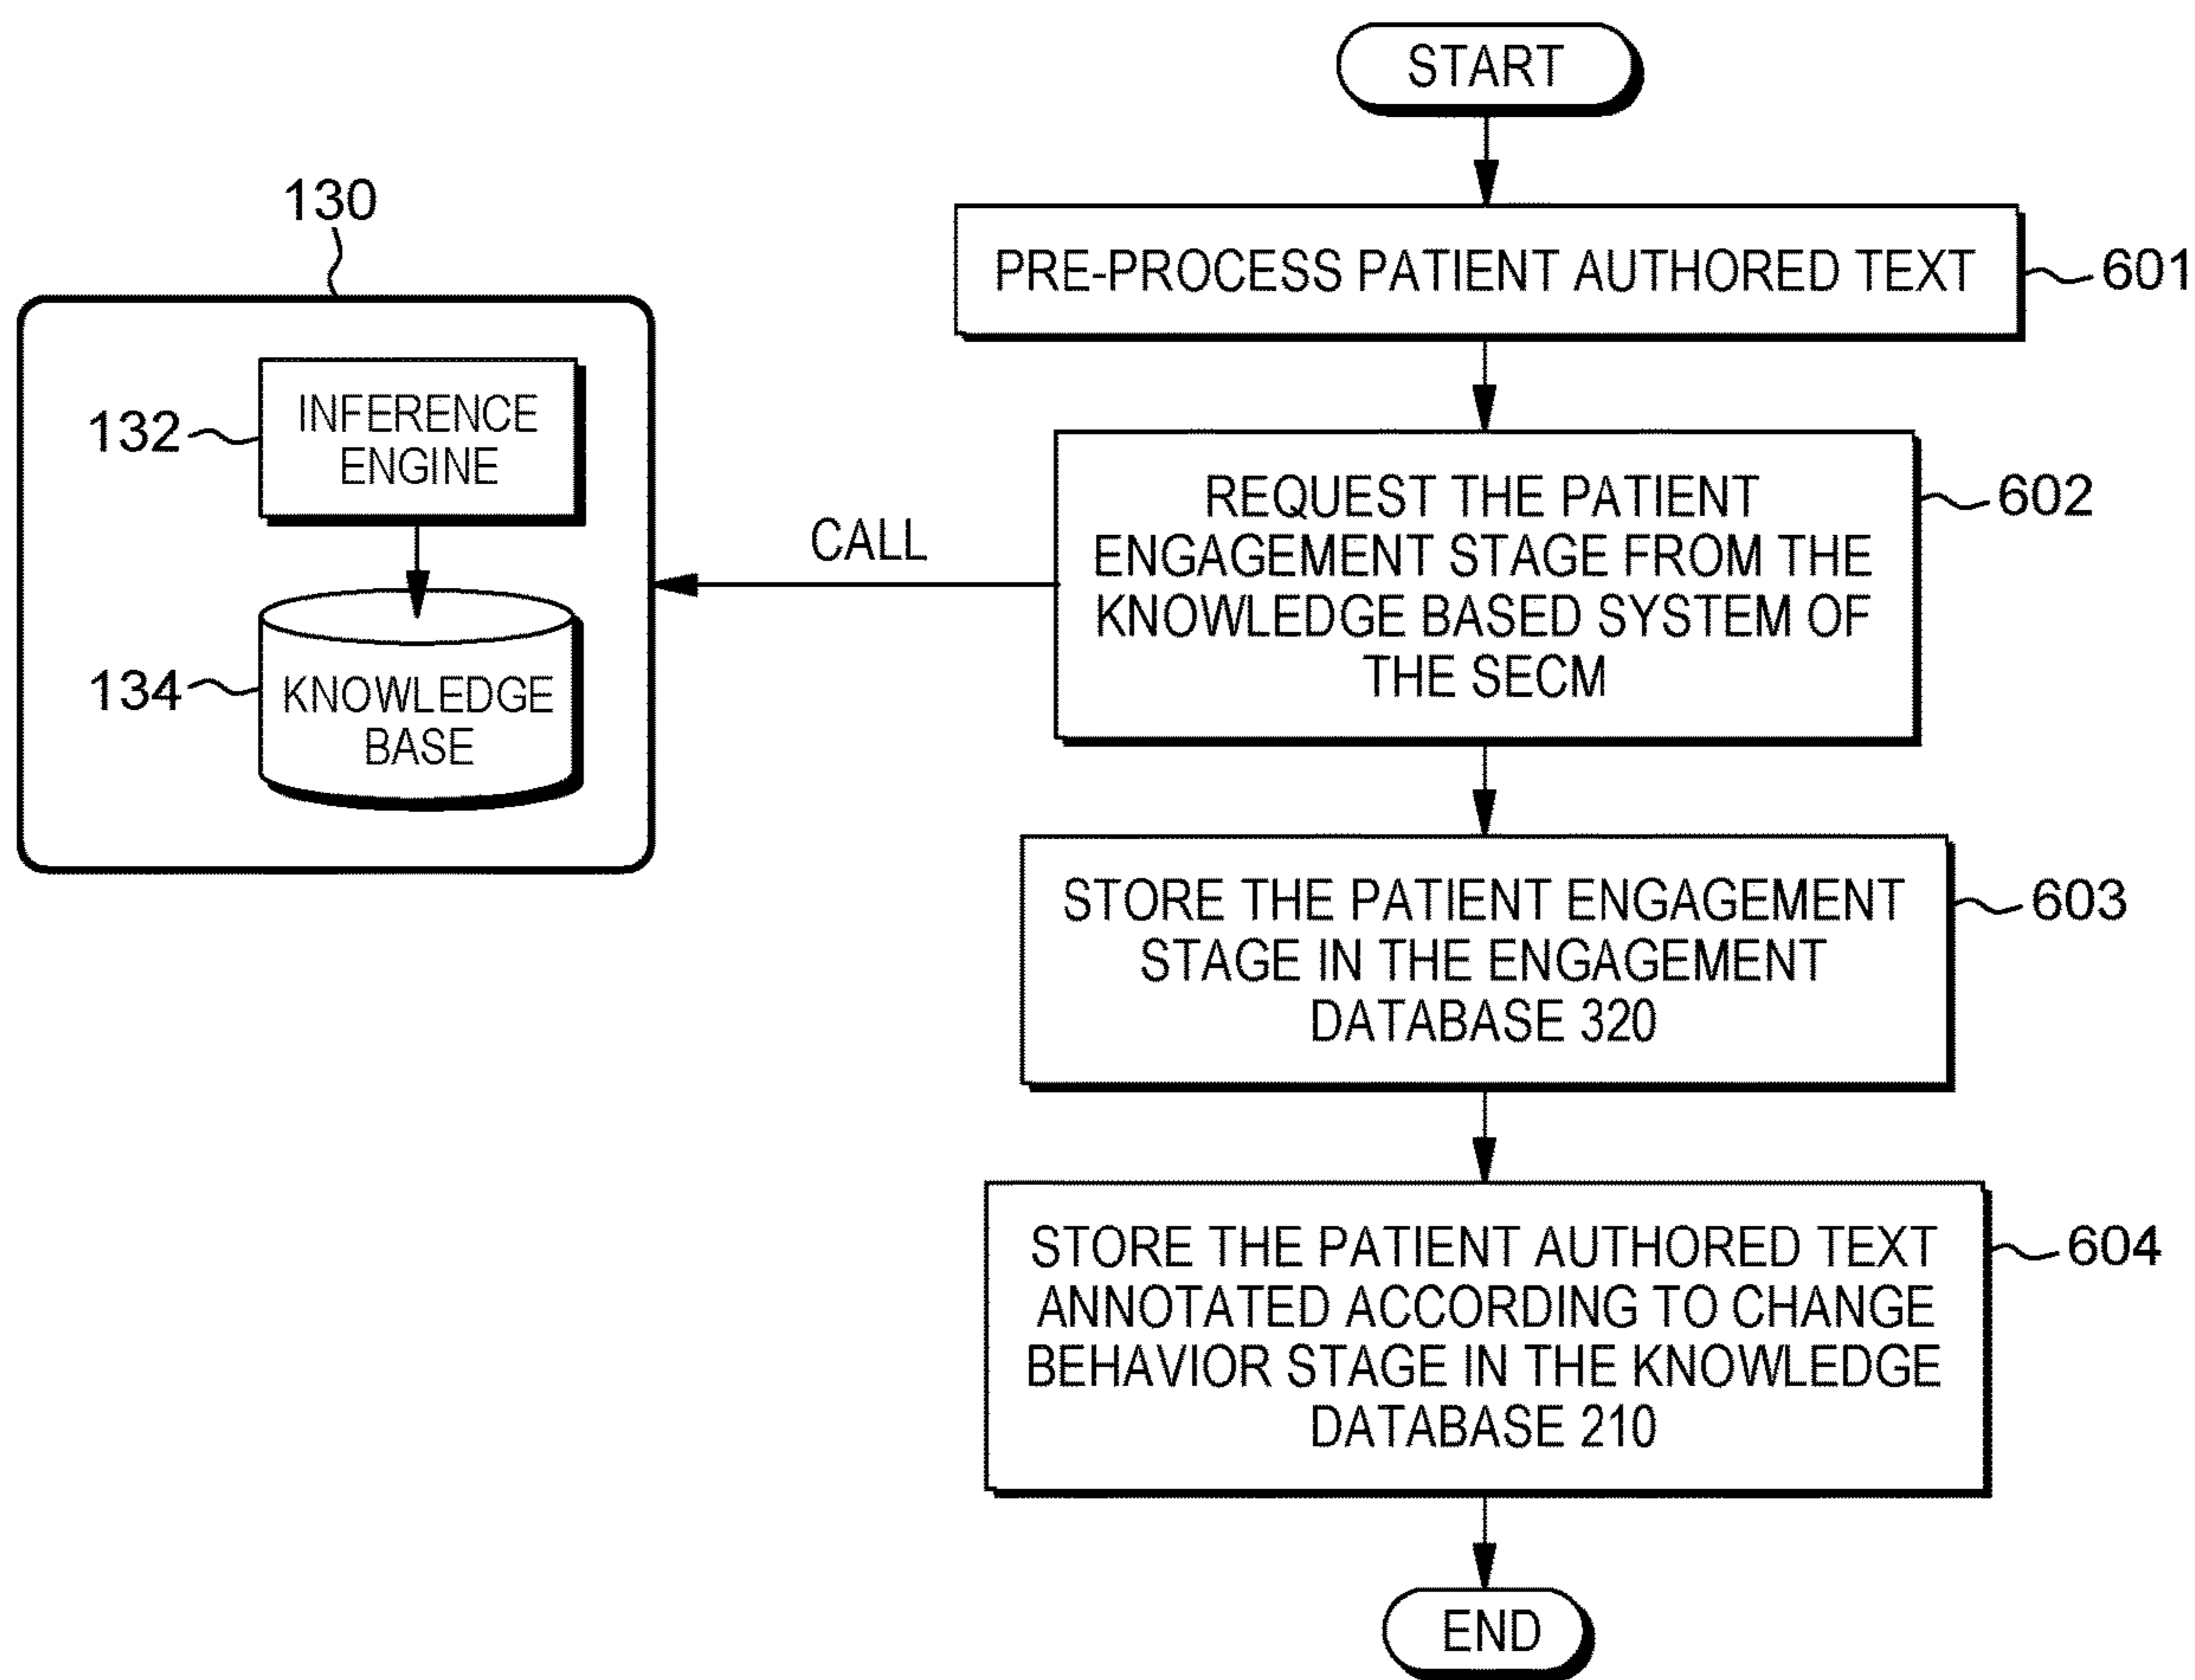 START
130
PRE-PROCESS PATIENT AUTHORED TEXT
601
132
INFERENCE
ENGINE
134
KNOWLEDGE
BASE
CALL
REQUEST THE PATIENT
ENGAGEMENT STAGE FROM THE
KNOWLEDGE BASED SYSTEM OF
THE SECM
602
STORE THE PATIENT ENGAGEMENT
STAGE IN THE ENGAGEMENT
DATABASE 320
603
STORE THE PATIENT AUTHORED TEXT
ANNOTATED ACCORDING TO CHANGE
BEHAVIOR STAGE IN THE KNOWLEDGE
DATABASE 210
604
END